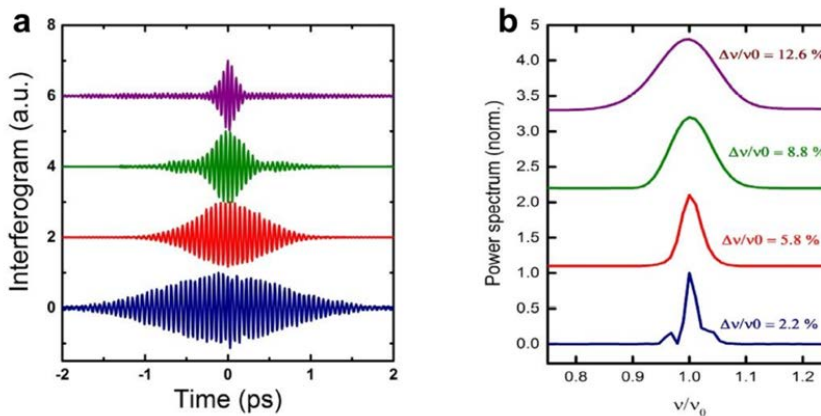 a
Interferogram (a.u.)
8
6
4
2
0
-2
-1
0
1
2
Time (ps)
b
Power spectrum (norm.)
5
4.5
3.5
3.0
2.5
2.0
1.5
1.0
0.5
0.0
Δν/ν0 = 12.6 %
Δν/ν0 = 8.8 %
Δν/ν0 = 5.8 %
Δν/ν0 = 2.2 %
0.8
0.9
1.0
1.1
1.2
ν/ν₀